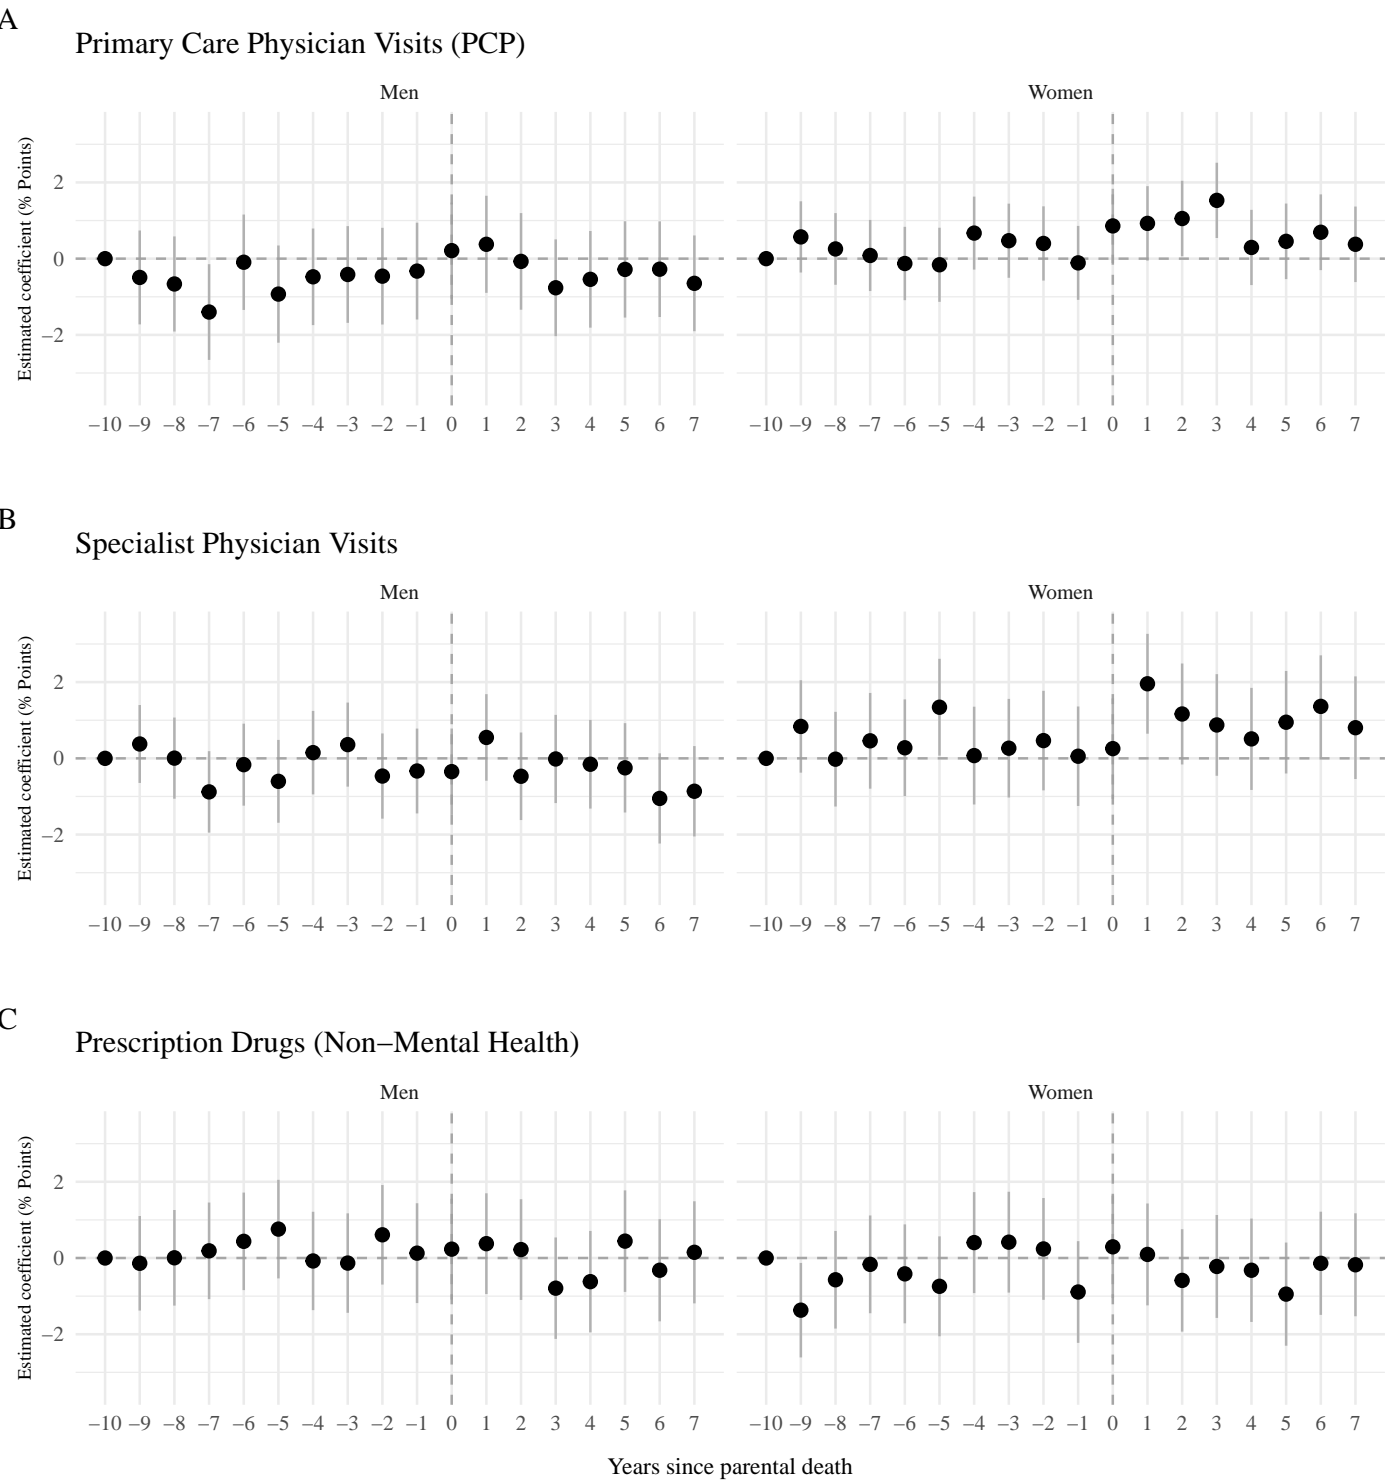 A
Primary Care Physician Visits (PCP)
Men
Women
Estimated coefficient (% Points)
2
0
−2
−10 −9 −8 −7 −6 −5 −4 −3 −2 −1 0 1 2 3 4 5 6 7
−10 −9 −8 −7 −6 −5 −4 −3 −2 −1 0 1 2 3 4 5 6 7
B
Specialist Physician Visits
Men
Women
Estimated coefficient (% Points)
2
0
−2
−10 −9 −8 −7 −6 −5 −4 −3 −2 −1 0 1 2 3 4 5 6 7
−10 −9 −8 −7 −6 −5 −4 −3 −2 −1 0 1 2 3 4 5 6 7
C
Prescription Drugs (Non−Mental Health)
Men
Women
Estimated coefficient (% Points)
2
0
−2
−10 −9 −8 −7 −6 −5 −4 −3 −2 −1 0 1 2 3 4 5 6 7
−10 −9 −8 −7 −6 −5 −4 −3 −2 −1 0 1 2 3 4 5 6 7
Years since parental death